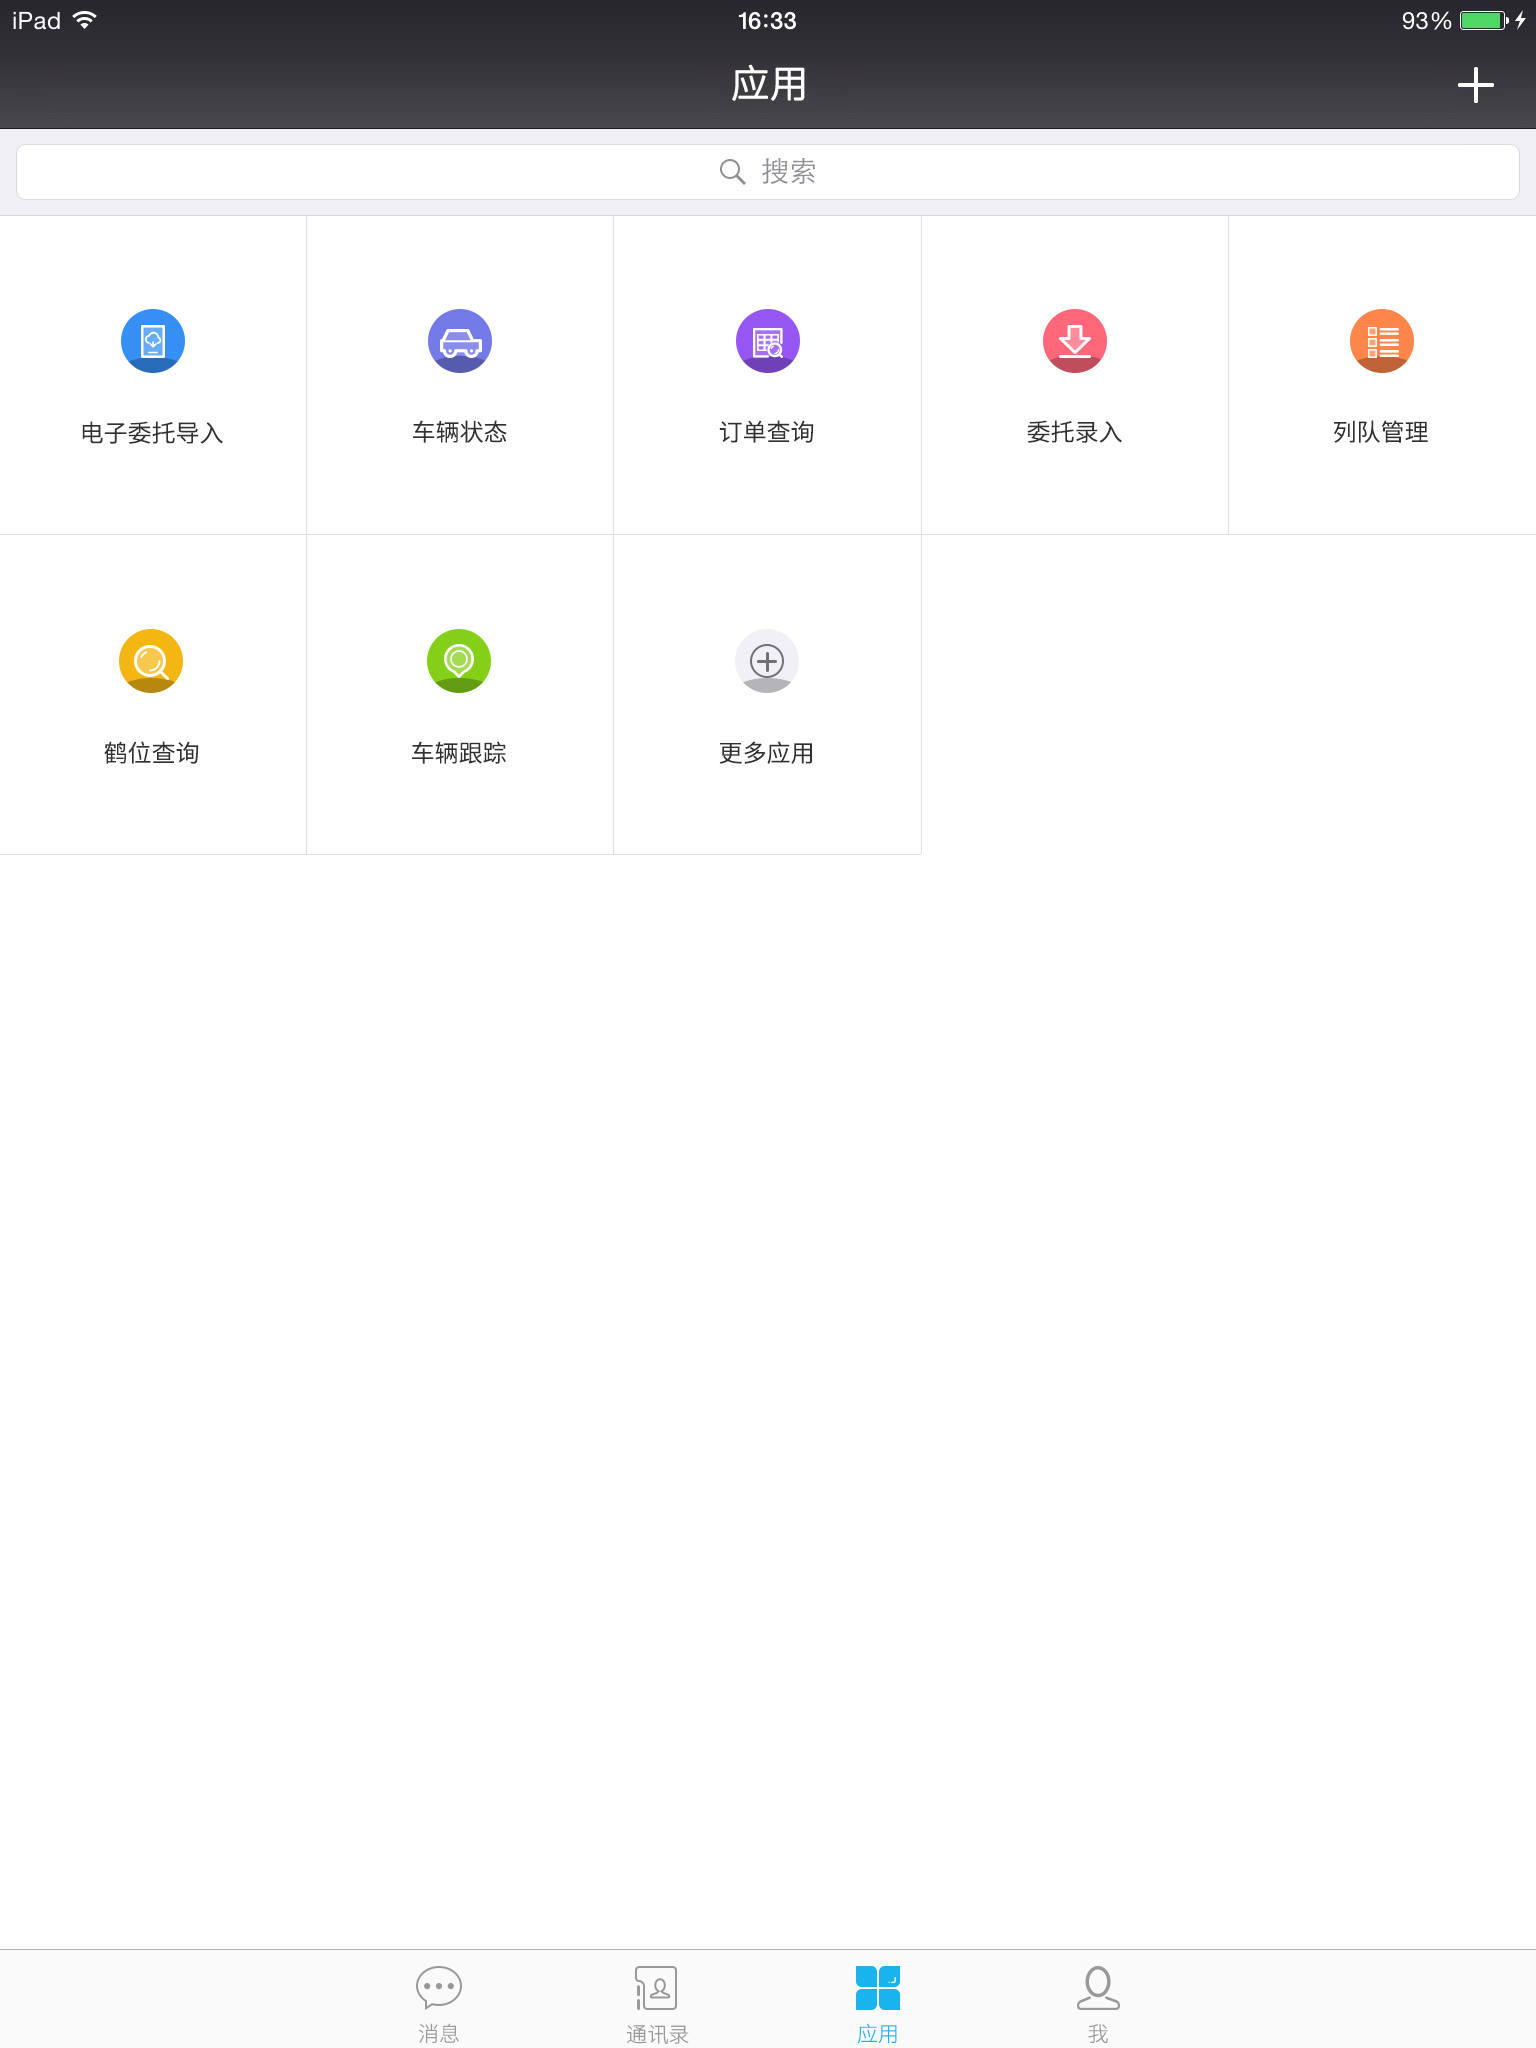 iPad 16:33 93%
应用
搜索
电子委托导入 车辆状态 订单查询 委托录入 列队管理
鹤位查询 车辆跟踪 更多应用
消息 通讯录 应用 我